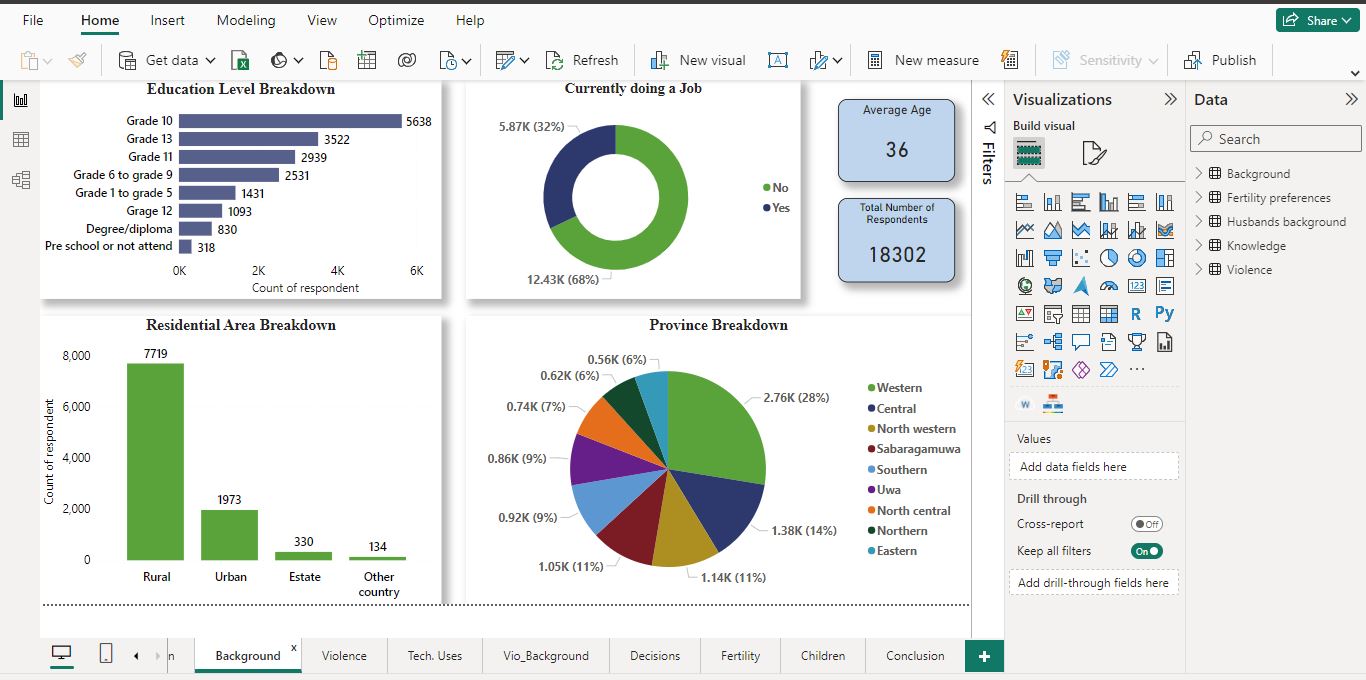 File Home Insert Modeling View Optimize Help Share
Get data Refresh New visual New measure Sensitivity Publish
Education Level Breakdown
Grade 10 5638
Grade 13 3522
Grade 11 2939
Grade 6 to grade 9 2531
Grade 1 to grade 5 1431
Grage 12 1093
Degree/diploma 830
Pre school or not attend 318
0K 2K 4K 6K
Count of respondent
Currently doing a Job
5.87K (32%)
12.43K (68%)
No
Yes
Average Age
36
Total Number of
Respondents
18302
Residential Area Breakdown
Count of respondent
8,000
6,000
4,000
2,000
0
7719
1973
330
134
Rural Urban Estate Other
country
Province Breakdown
0.56K (6%)
0.62K (6%)
0.74K (7%)
0.86K (9%)
0.92K (9%)
1.05K (11%)
1.14K (11%)
1.38K (14%)
2.76K (28%)
Western
Central
North western
Sabaragamuwa
Southern
Uwa
North central
Northern
Eastern
Filters
Visualizations
Build visual
123
R Py
123
W
Values
Add data fields here
Drill through
Cross-report Off
Keep all filters On
Add drill-through fields here
Data
Search
Background
Fertility preferences
Husbands background
Knowledge
Violence
n Background x Violence Tech. Uses Vio_Background Decisions Fertility Children Conclusion +